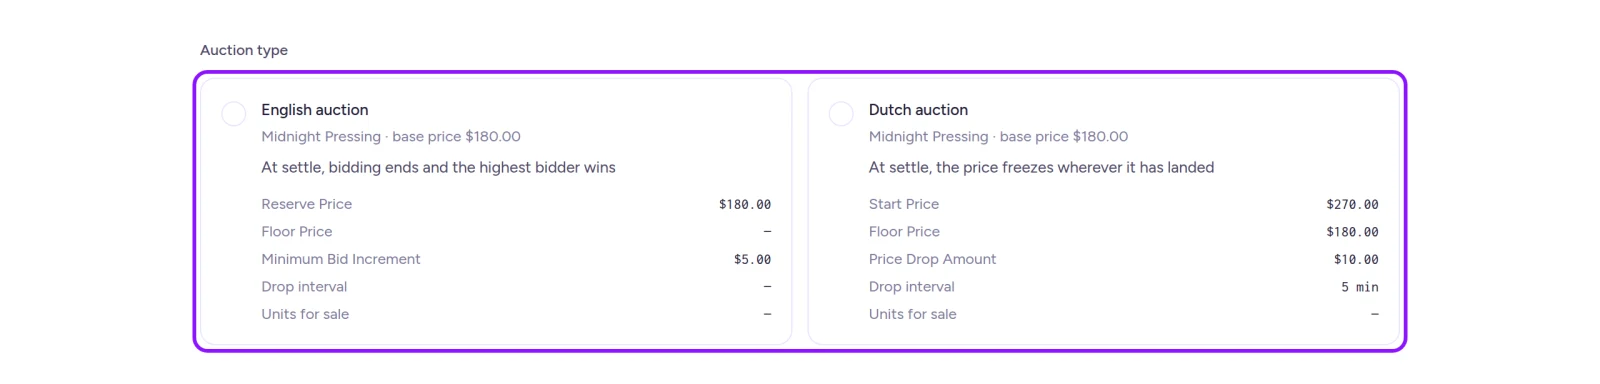 Auction type
English auction
Midnight Pressing · base price $180.00
At settle, bidding ends and the highest bidder wins
Reserve Price $180.00
Floor Price –
Minimum Bid Increment $5.00
Drop interval –
Units for sale –
Dutch auction
Midnight Pressing · base price $180.00
At settle, the price freezes wherever it has landed
Start Price $270.00
Floor Price $180.00
Price Drop Amount $10.00
Drop interval 5 min
Units for sale –